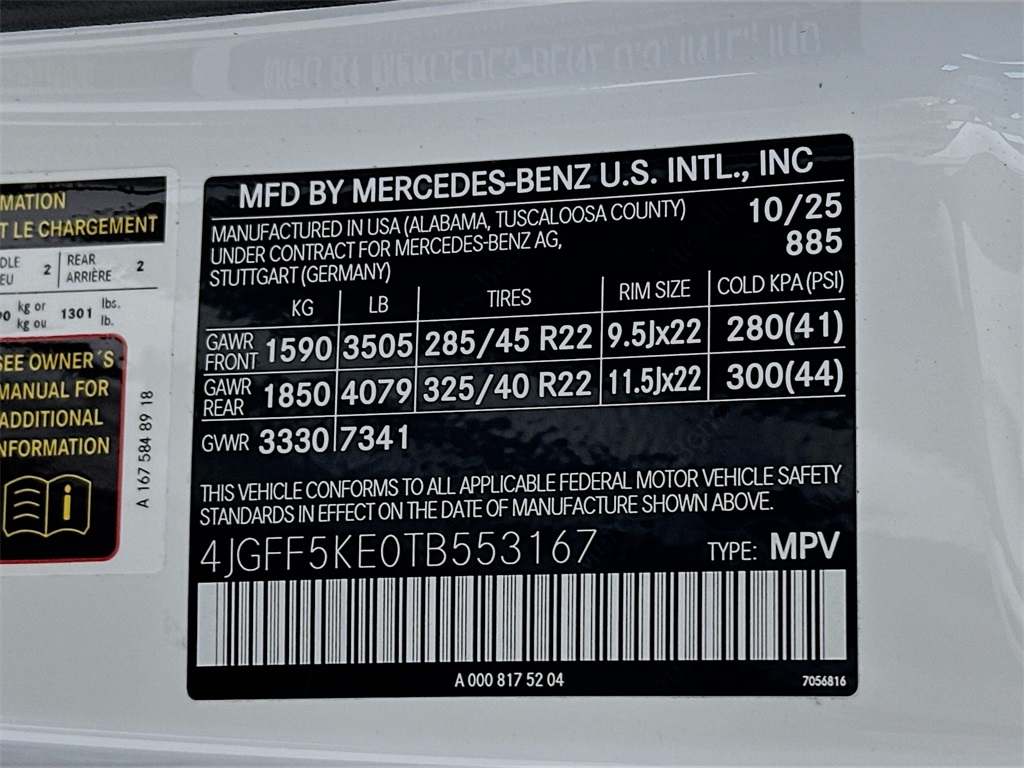 MFD BY MERCEDES-BENZ U.S. INTL., INC
MANUFACTURED IN USA (ALABAMA, TUSCALOOSA COUNTY)
UNDER CONTRACT FOR MERCEDES-BENZ AG,
STUTTGART (GERMANY)
10/25
885
KG LB TIRES RIM SIZE COLD KPA (PSI)
GAWR FRONT 1590 3505 285/45 R22 9.5Jx22 280(41)
GAWR REAR 1850 4079 325/40 R22 11.5Jx22 300(44)
GVWR 3330 7341
THIS VEHICLE CONFORMS TO ALL APPLICABLE FEDERAL MOTOR VEHICLE SAFETY
STANDARDS IN EFFECT ON THE DATE OF MANUFACTURE SHOWN ABOVE.
4JGFF5KE0TB553167 TYPE: MPV
A 000 817 52 04
7056816
LE CHARGEMENT
2 REAR ARRIÈRE 2
kg or kg ou 1301 lbs. lb.
SEE OWNER´S
MANUAL FOR
ADDITIONAL
INFORMATION
i
A 167 584 89 18